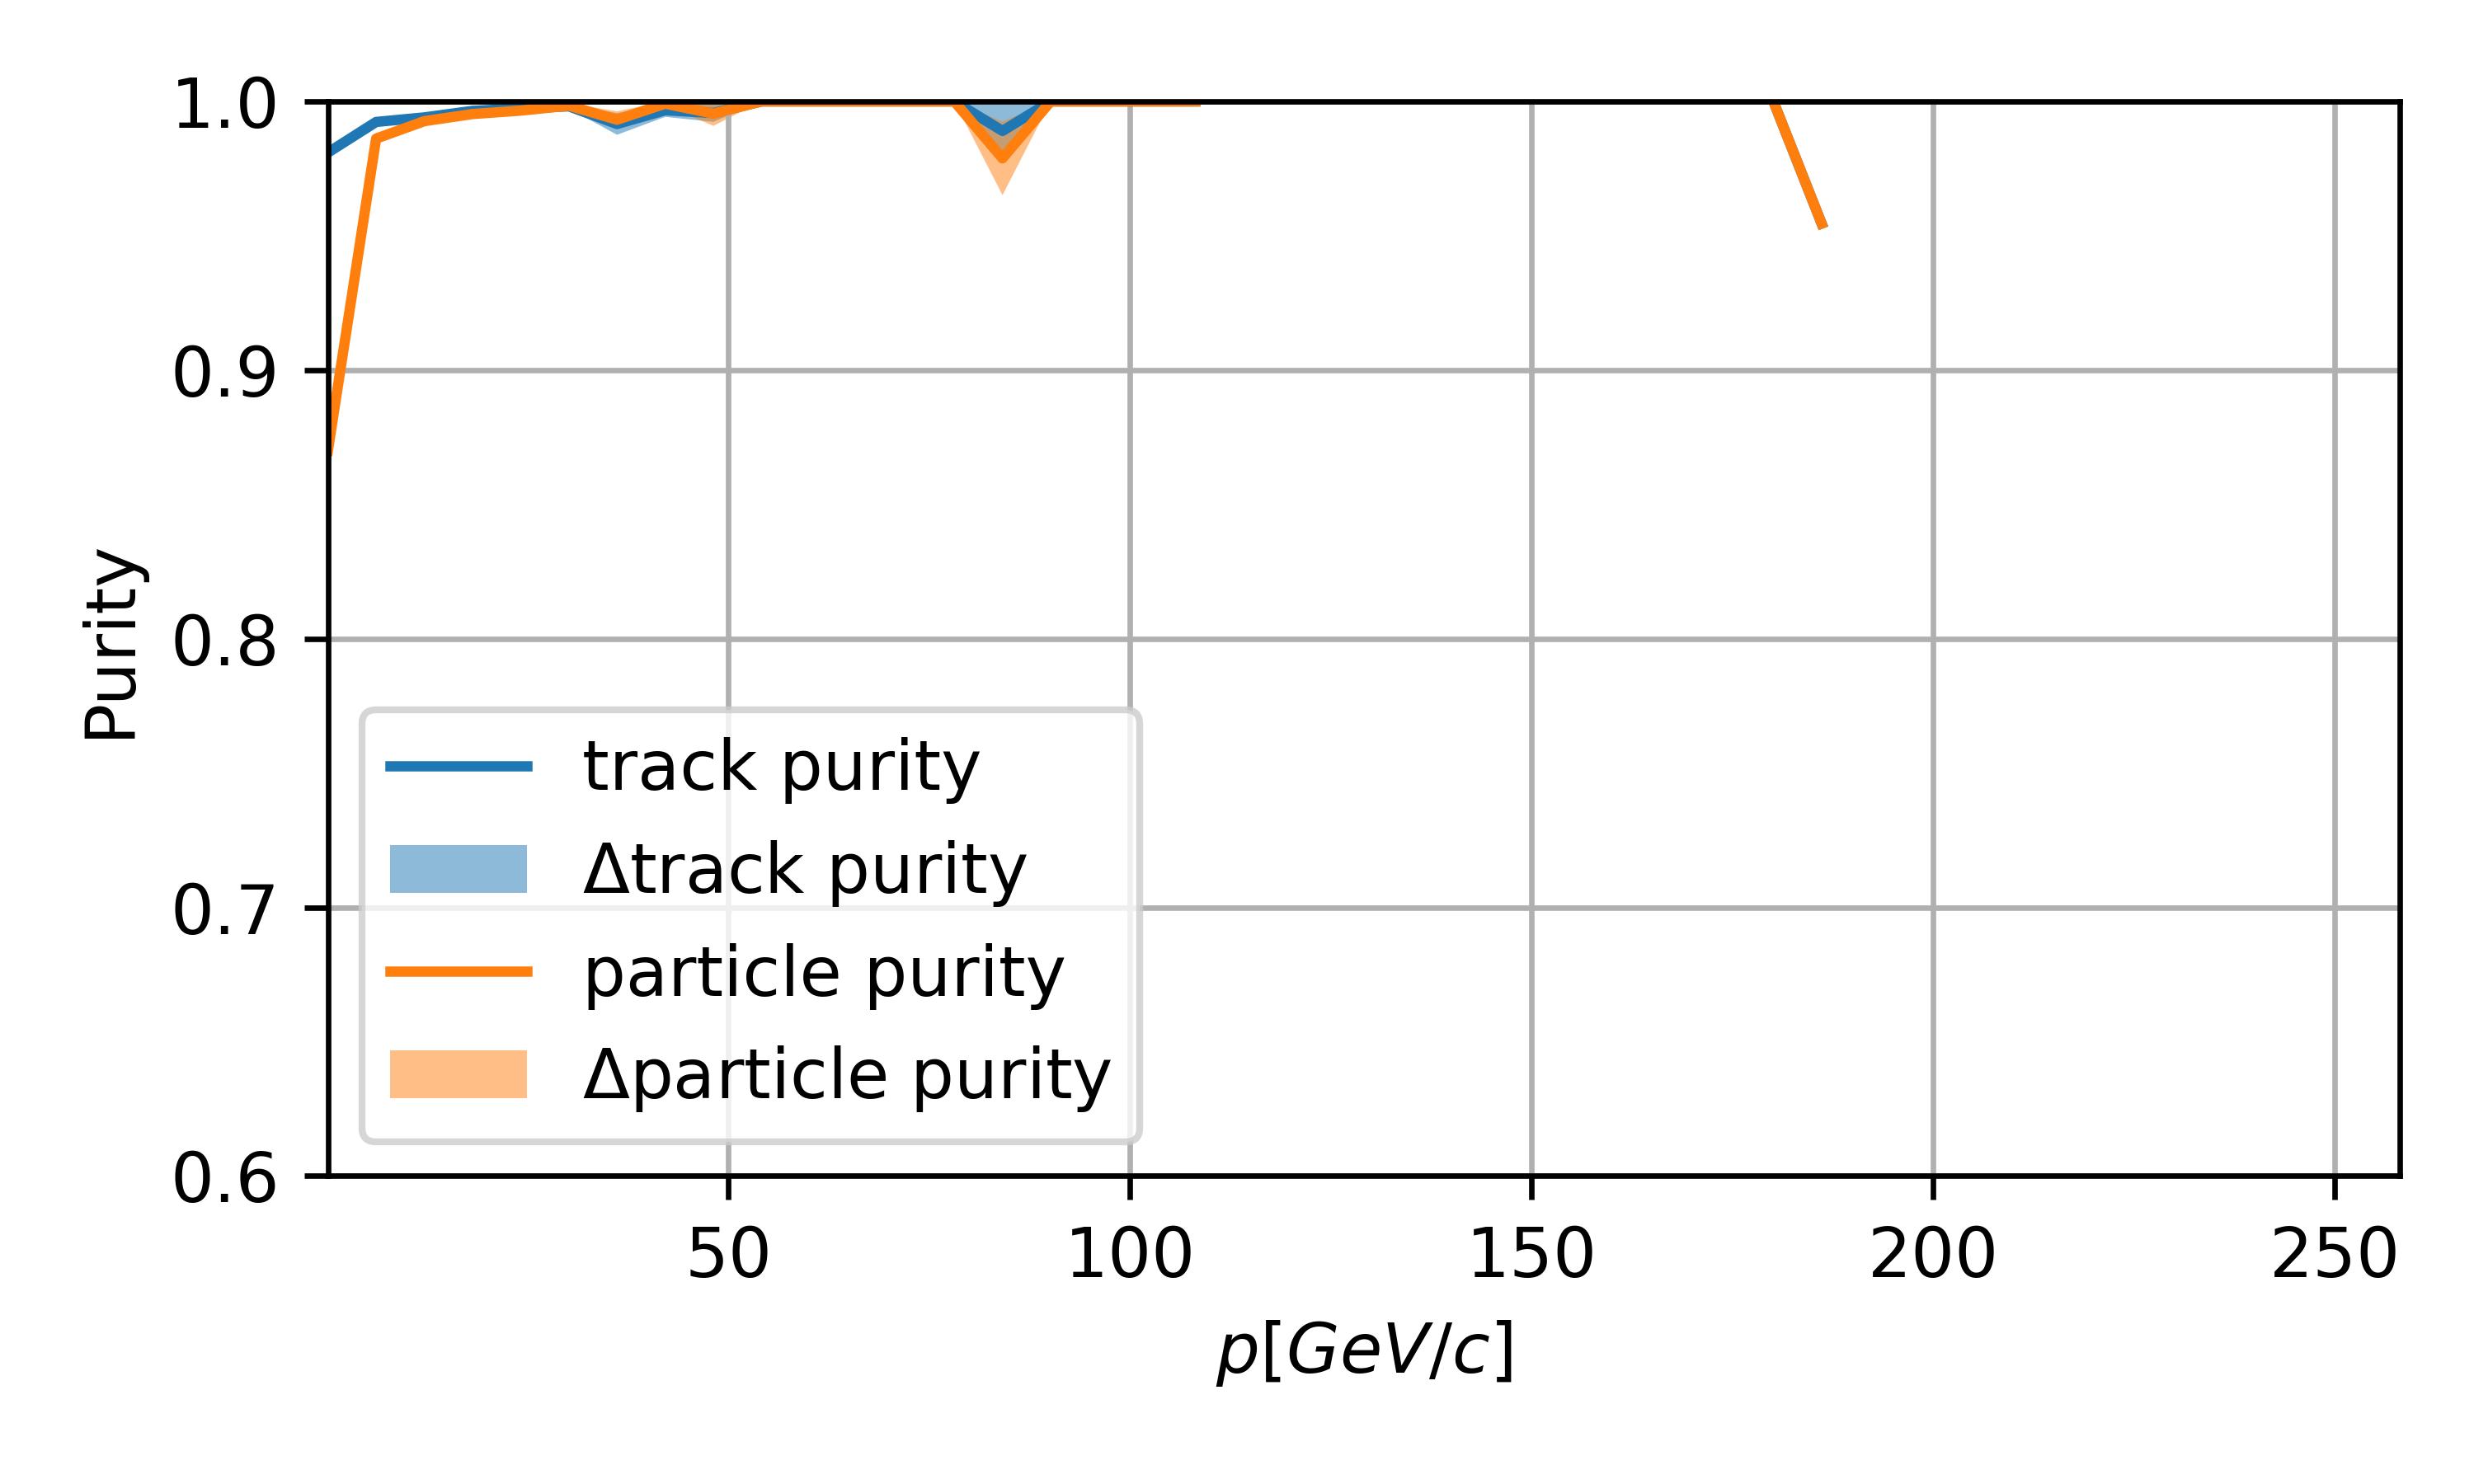 1.0
0.9
0.8
0.7
0.6
Purity
track purity
Δtrack purity
particle purity
Δparticle purity
50 100 150 200 250
p[GeV/c]